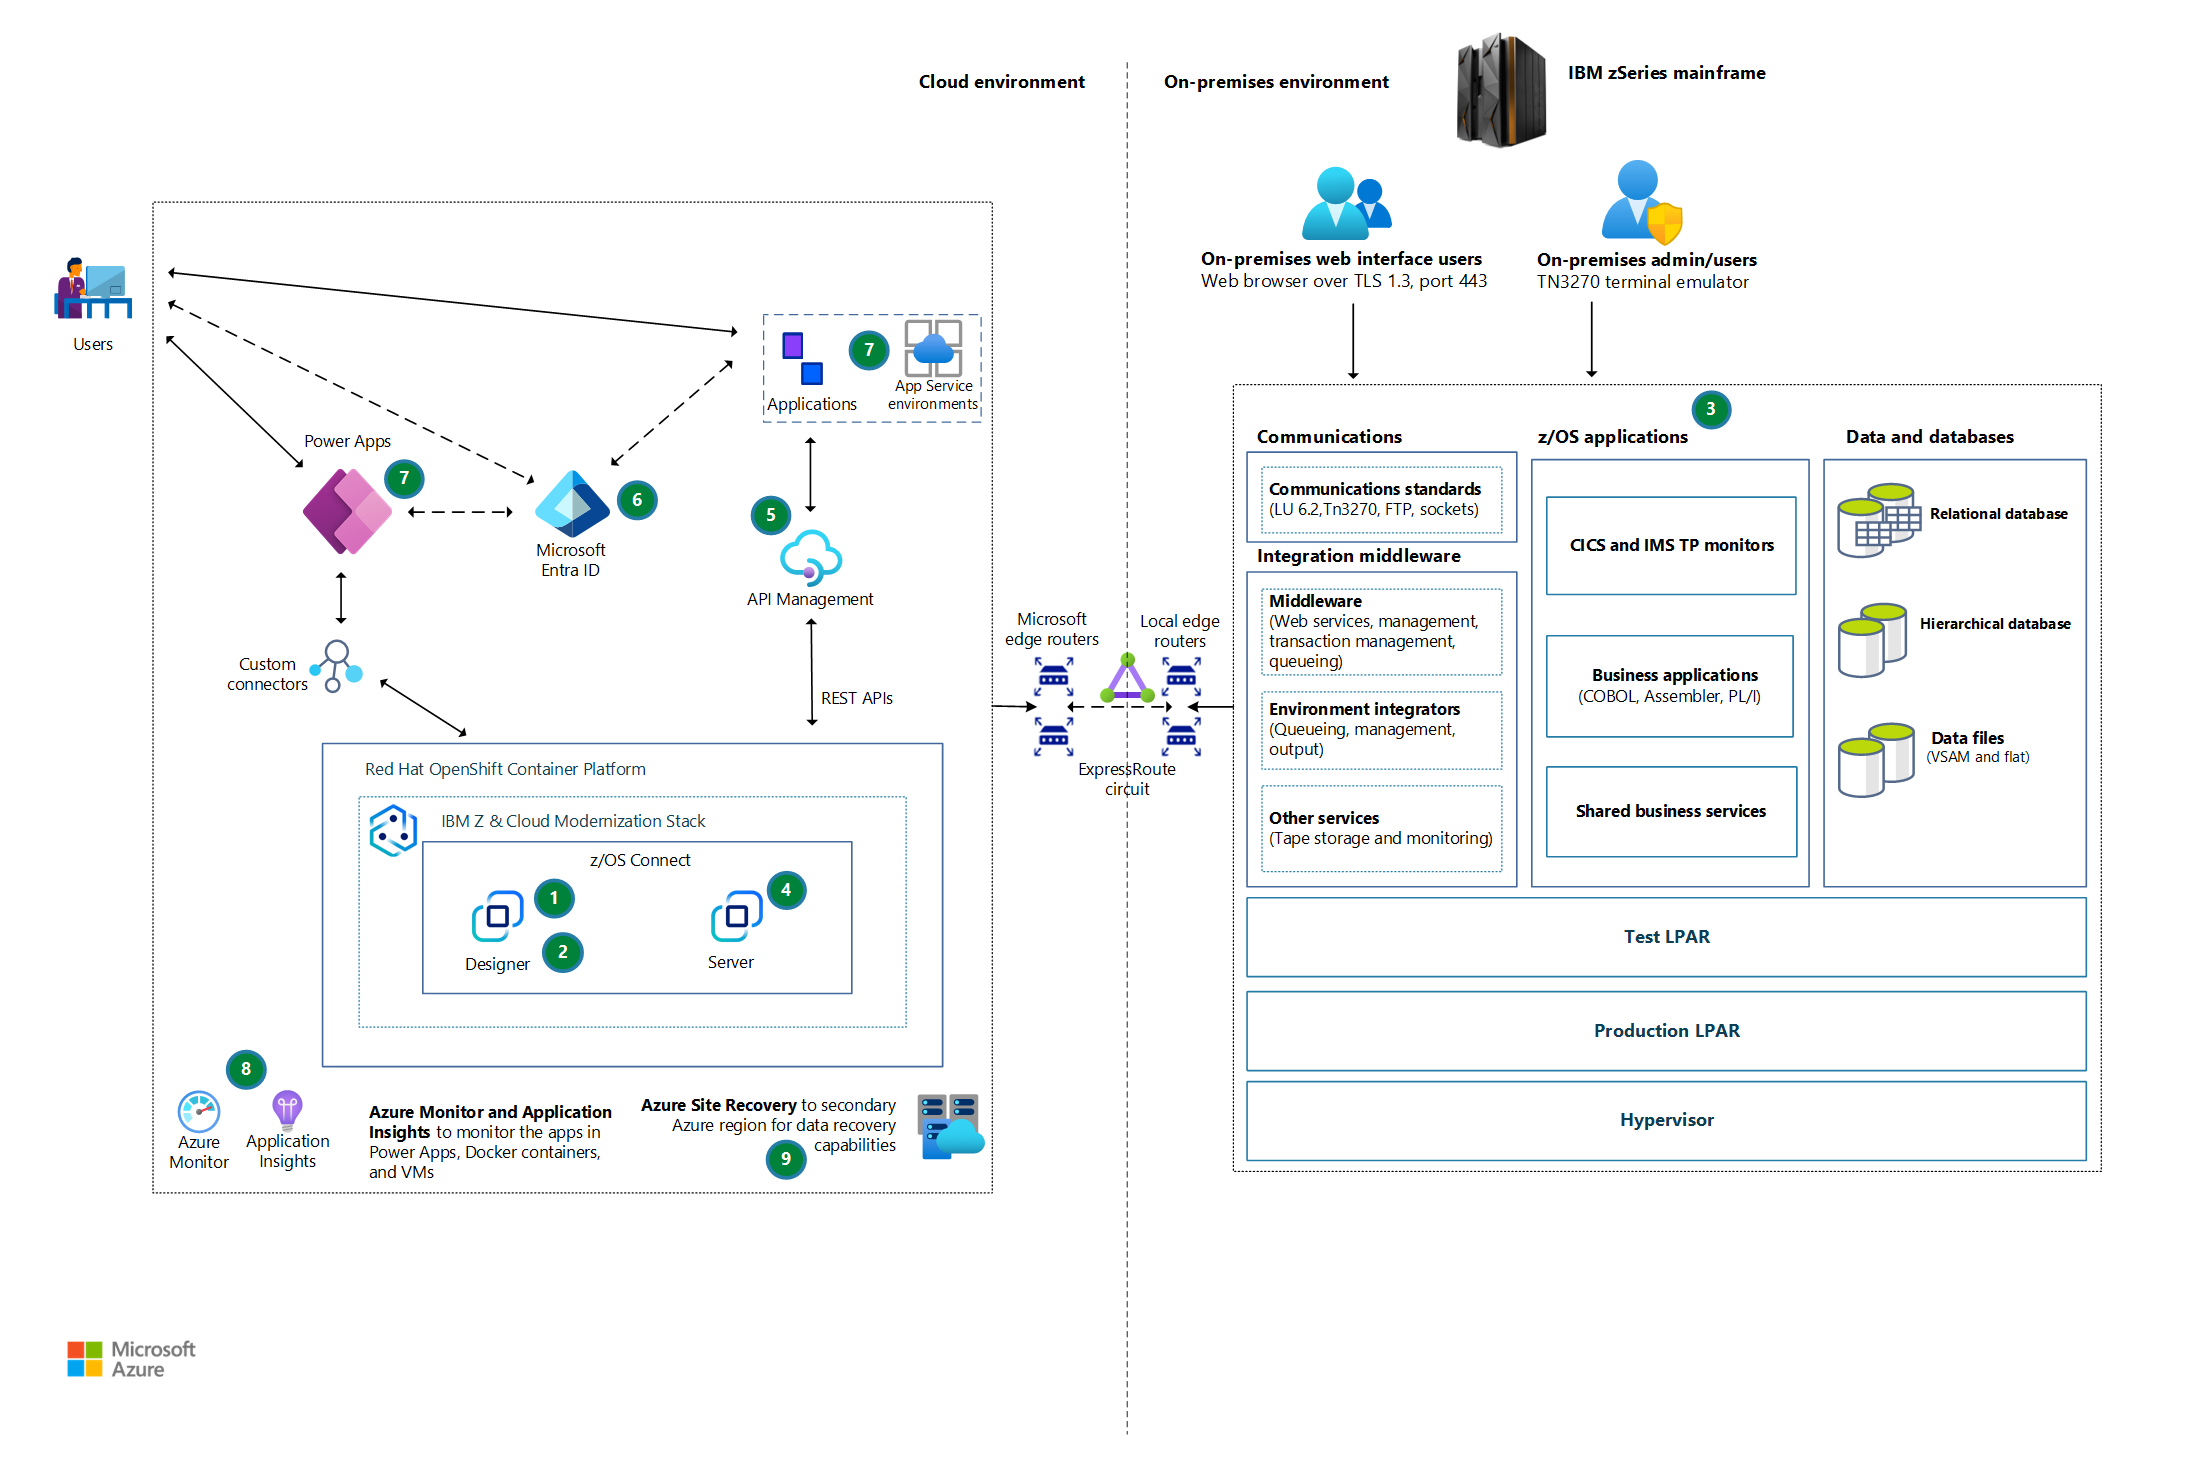 Cloud environment
On-premises environment
IBM zSeries mainframe
On-premises web interface users
Web browser over TLS 1.3, port 443
On-premises admin/users
TN3270 terminal emulator
Users
7
Applications
App Service
environments
Power Apps
7
6
Microsoft
Entra ID
5
API Management
Custom
connectors
REST APIs
Red Hat OpenShift Container Platform
IBM Z & Cloud Modernization Stack
z/OS Connect
1
2
Designer
4
Server
8
Azure
Monitor
Application
Insights
Azure Monitor and Application
Insights to monitor the apps in
Power Apps, Docker containers,
and VMs
Azure Site Recovery to secondary
Azure region for data recovery
capabilities
9
Microsoft
edge routers
Local edge
routers
ExpressRoute
circuit
3
Communications
Communications standards
(LU 6.2,Tn3270, FTP, sockets)
Integration middleware
Middleware
(Web services, management,
transaction management,
queueing)
Environment integrators
(Queueing, management,
output)
Other services
(Tape storage and monitoring)
z/OS applications
CICS and IMS TP monitors
Business applications
(COBOL, Assembler, PL/I)
Shared business services
Data and databases
Relational database
Hierarchical database
Data files
(VSAM and flat)
Test LPAR
Production LPAR
Hypervisor
Microsoft
Azure